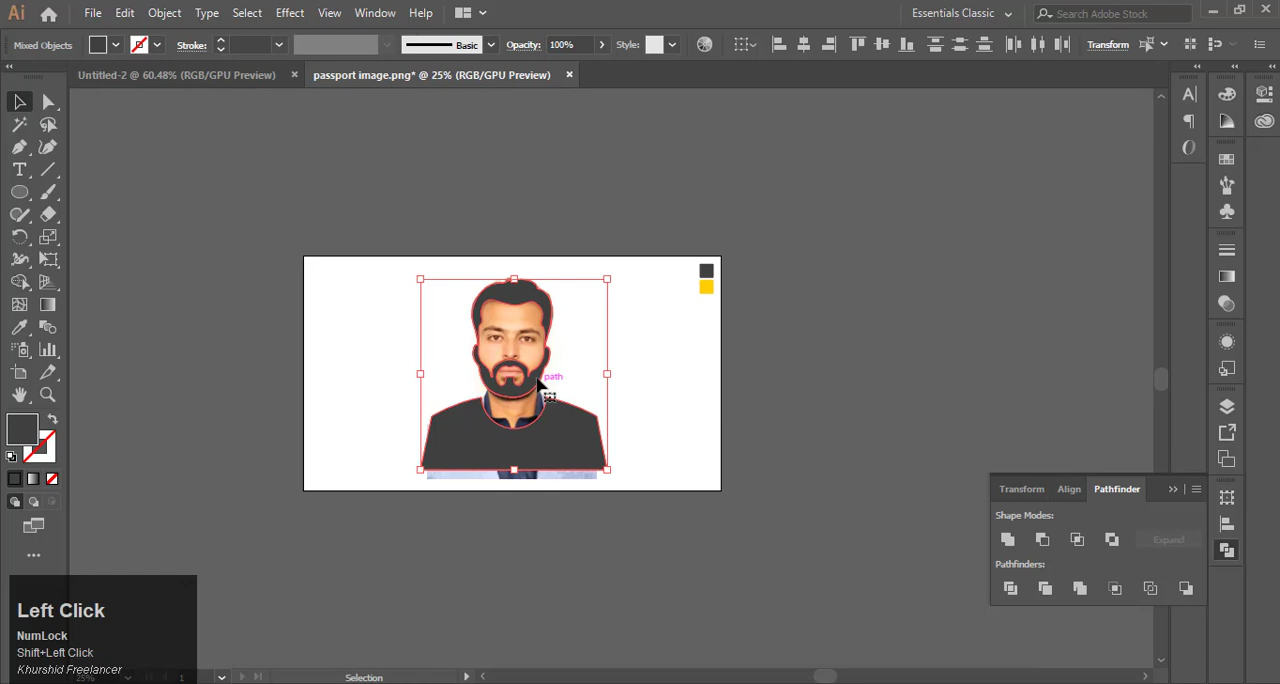 Ai File Edit Object Type Select Effect View Window Help Essentials Classic Search Adobe Stock
Mixed Objects Stroke: Basic Opacity: 100% Style: Transform
Untitled-2 @ 60.48% (RGB/GPU Preview) × passport image.png* @ 25% (RGB/GPU Preview) ×
path
Transform Align Pathfinder
Shape Modes:
Expand
Pathfinders:
Left Click
NumLock
Shift+Left Click
Khurshid Freelancer
25% 1 Selection